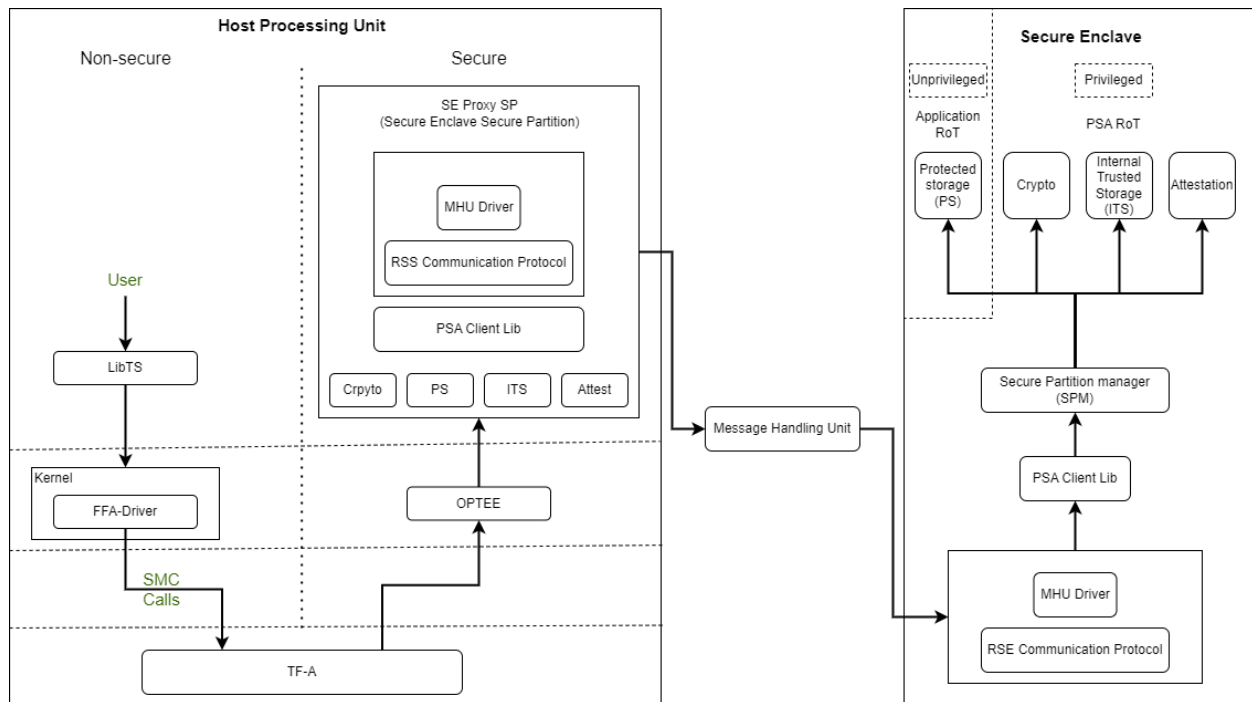 Host Processing Unit
Non-secure
Secure
SE Proxy SP
(Secure Enclave Secure Partition)
MHU Driver
RSS Communication Protocol
PSA Client Lib
Crpyto
PS
ITS
Attest
User
LibTS
Kernel
FFA-Driver
OPTEE
SMC
Calls
TF-A
Message Handling Unit
Secure Enclave
Unprivileged
Privileged
Application
RoT
PSA RoT
Protected
storage
(PS)
Crypto
Internal
Trusted
Storage
(ITS)
Attestation
Secure Partition manager
(SPM)
PSA Client Lib
MHU Driver
RSE Communication Protocol